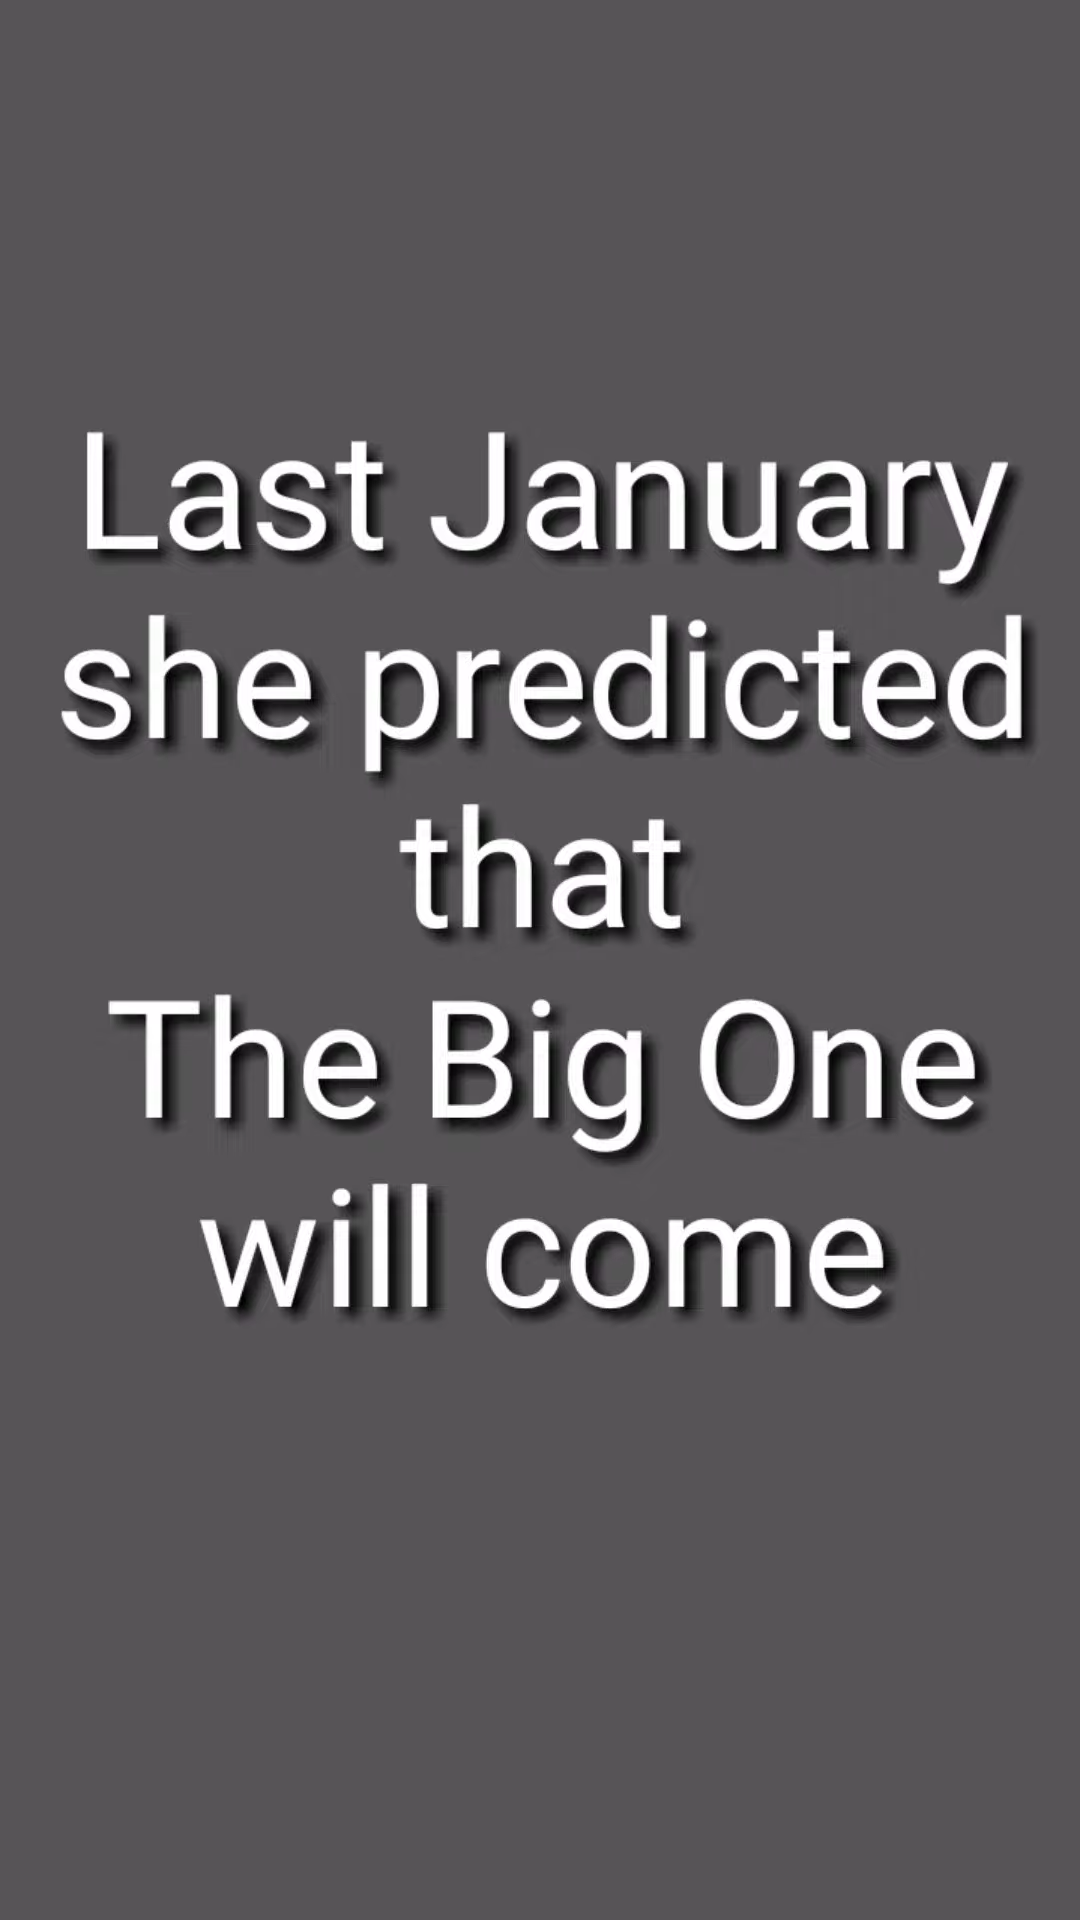 Last January
she predicted
that
The Big One
will come